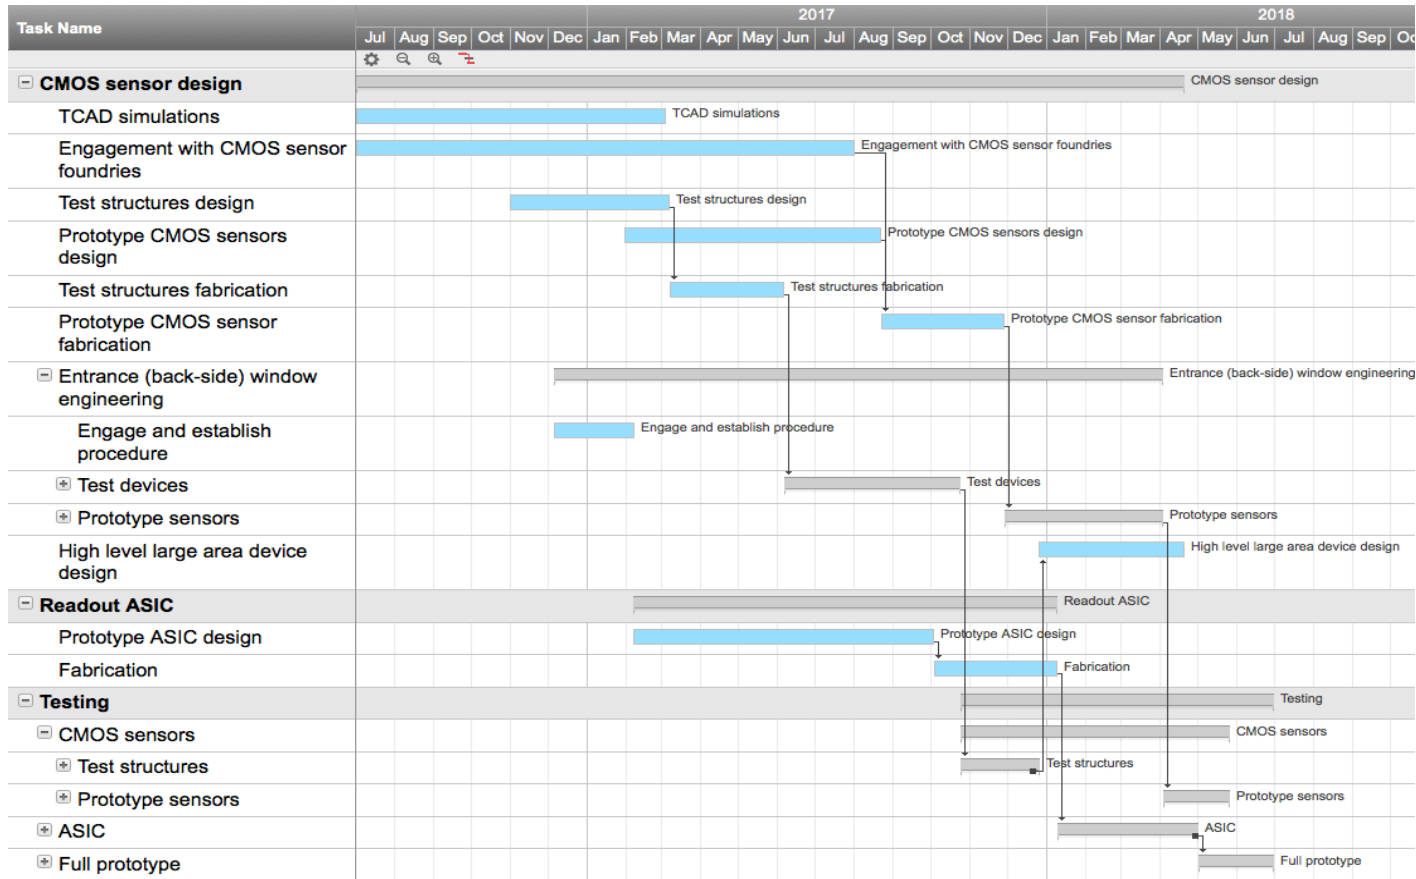 Task Name
2017
2018
Jul Aug Sep Oct Nov Dec Jan Feb Mar Apr May Jun Jul Aug Sep Oct Nov Dec Jan Feb Mar Apr May Jun Jul Aug Sep Oc
CMOS sensor design
CMOS sensor design
TCAD simulations
TCAD simulations
Engagement with CMOS sensor
foundries
Engagement with CMOS sensor foundries
Test structures design
Test structures design
Prototype CMOS sensors
design
Prototype CMOS sensors design
Test structures fabrication
Test structures fabrication
Prototype CMOS sensor
fabrication
Prototype CMOS sensor fabrication
Entrance (back-side) window
engineering
Entrance (back-side) window engineering
Engage and establish
procedure
Engage and establish procedure
Test devices
Test devices
Prototype sensors
Prototype sensors
High level large area device
design
High level large area device design
Readout ASIC
Readout ASIC
Prototype ASIC design
Prototype ASIC design
Fabrication
Fabrication
Testing
Testing
CMOS sensors
CMOS sensors
Test structures
Test structures
Prototype sensors
Prototype sensors
ASIC
ASIC
Full prototype
Full prototype